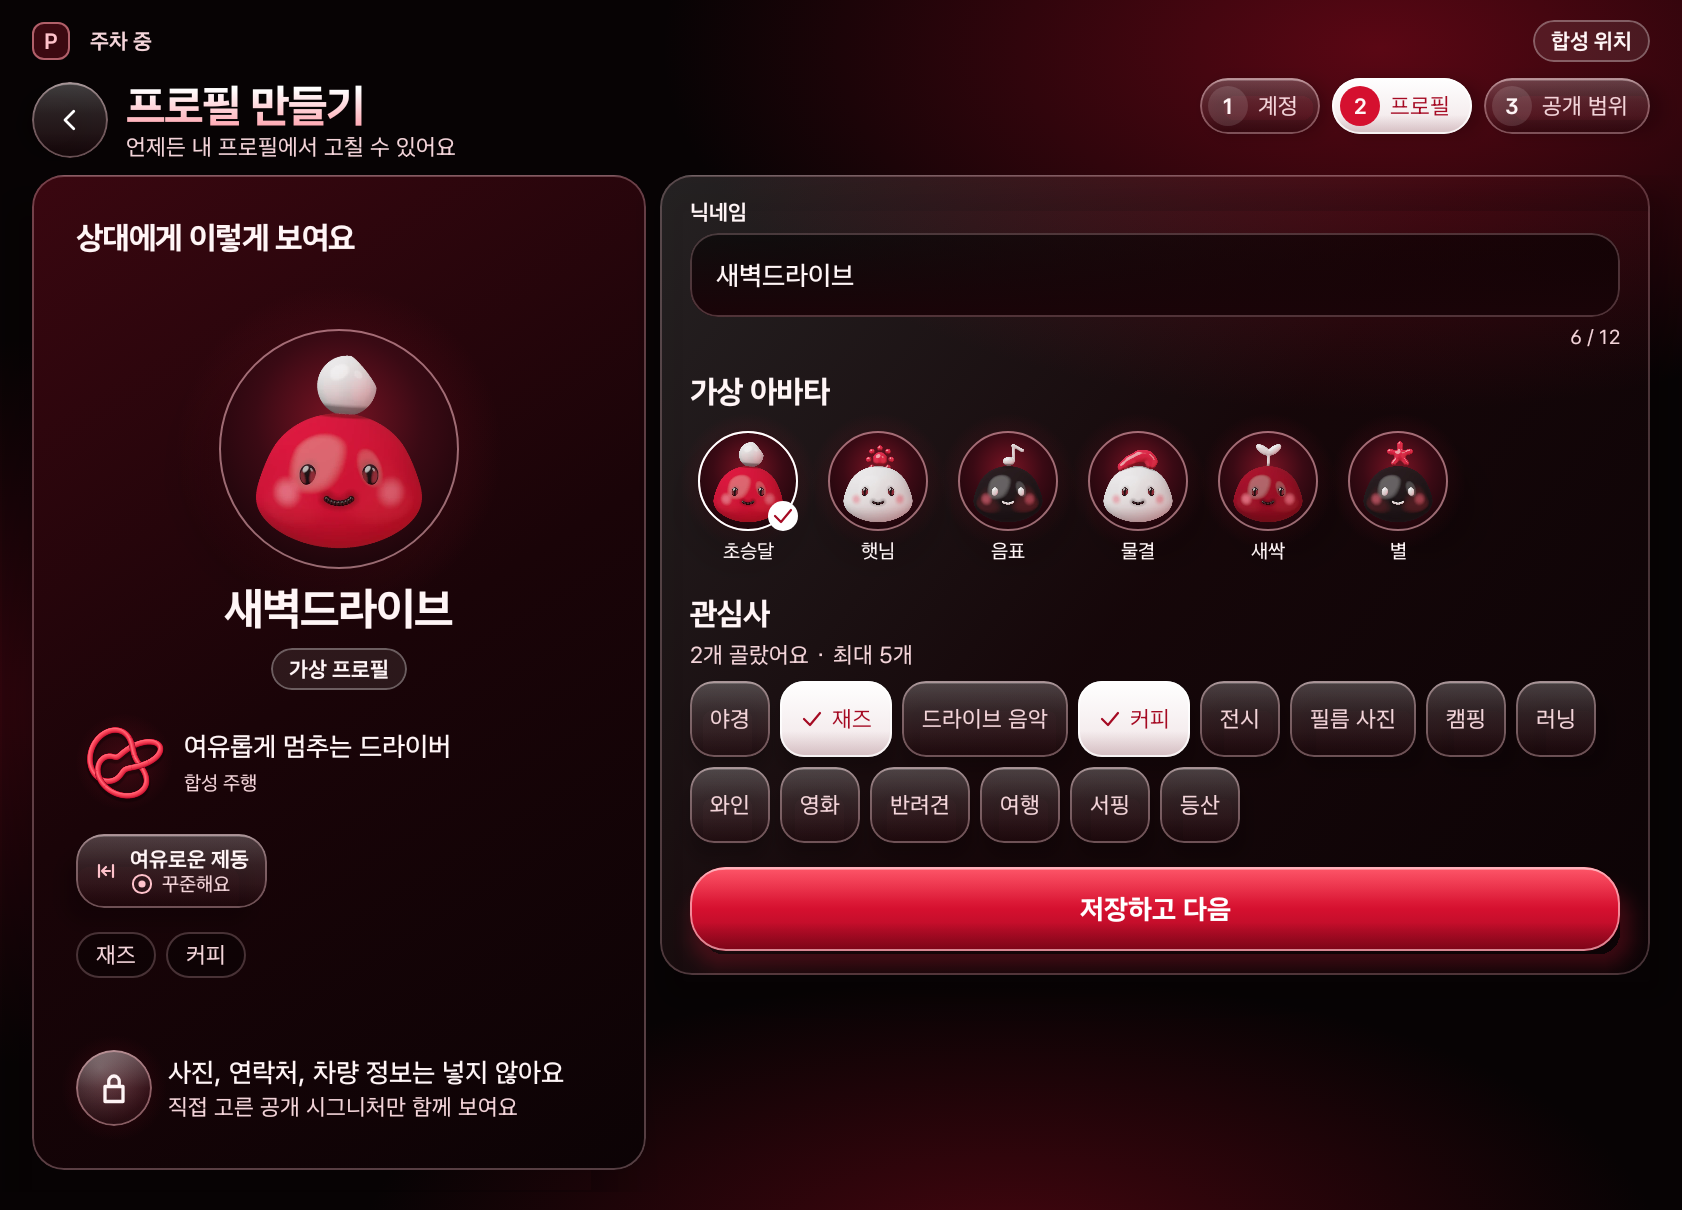 P 주차 중
합성 위치
프로필 만들기
언제든 내 프로필에서 고칠 수 있어요
1 계정
2 프로필
3 공개 범위
상대에게 이렇게 보여요
새벽드라이브
가상 프로필
여유롭게 멈추는 드라이버
합성 주행
여유로운 제동
꾸준해요
재즈
커피
사진, 연락처, 차량 정보는 넣지 않아요
직접 고른 공개 시그니처만 함께 보여요
닉네임
새벽드라이브
6 / 12
가상 아바타
초승달
햇님
음표
물결
새싹
별
관심사
2개 골랐어요 · 최대 5개
야경
재즈
드라이브 음악
커피
전시
필름 사진
캠핑
러닝
와인
영화
반려견
여행
서핑
등산
저장하고 다음